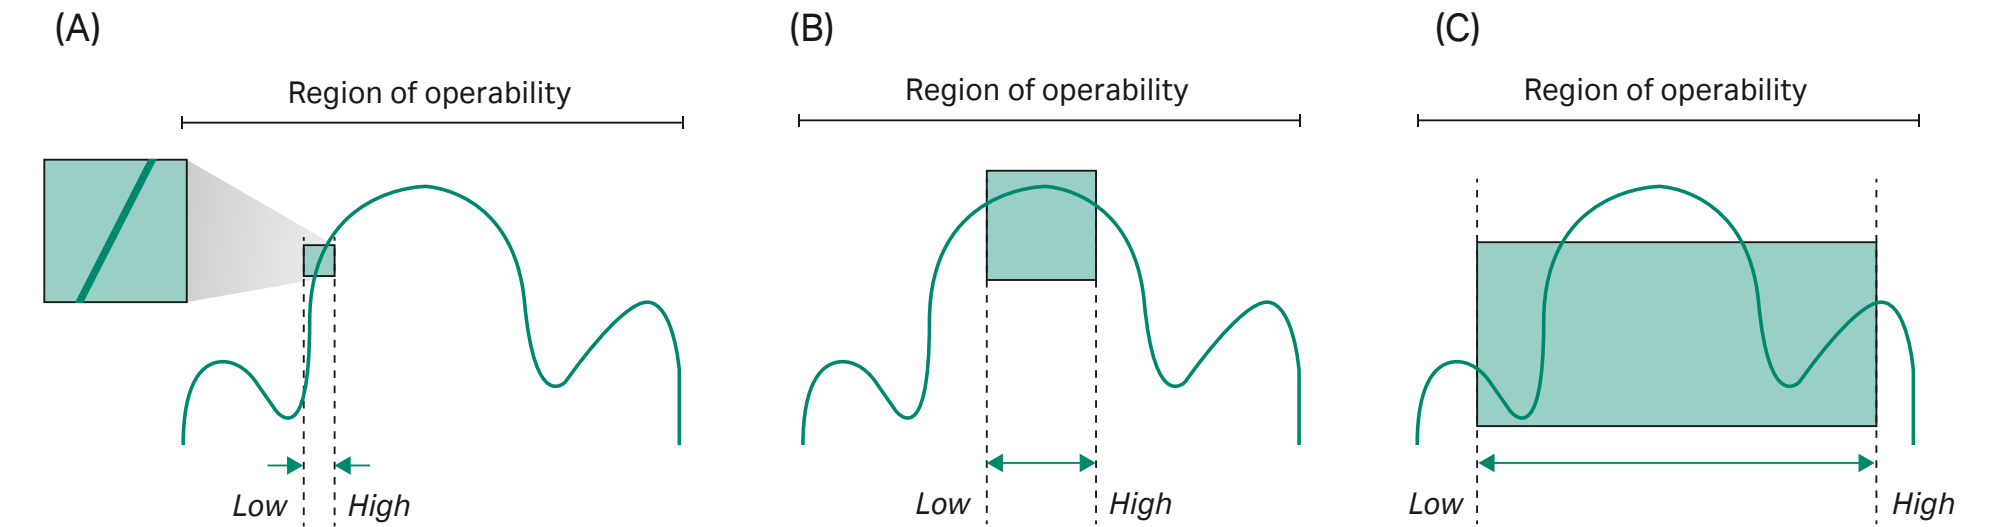 (A)
Region of operability
Low
High
(B)
Region of operability
Low
High
(C)
Region of operability
Low
High